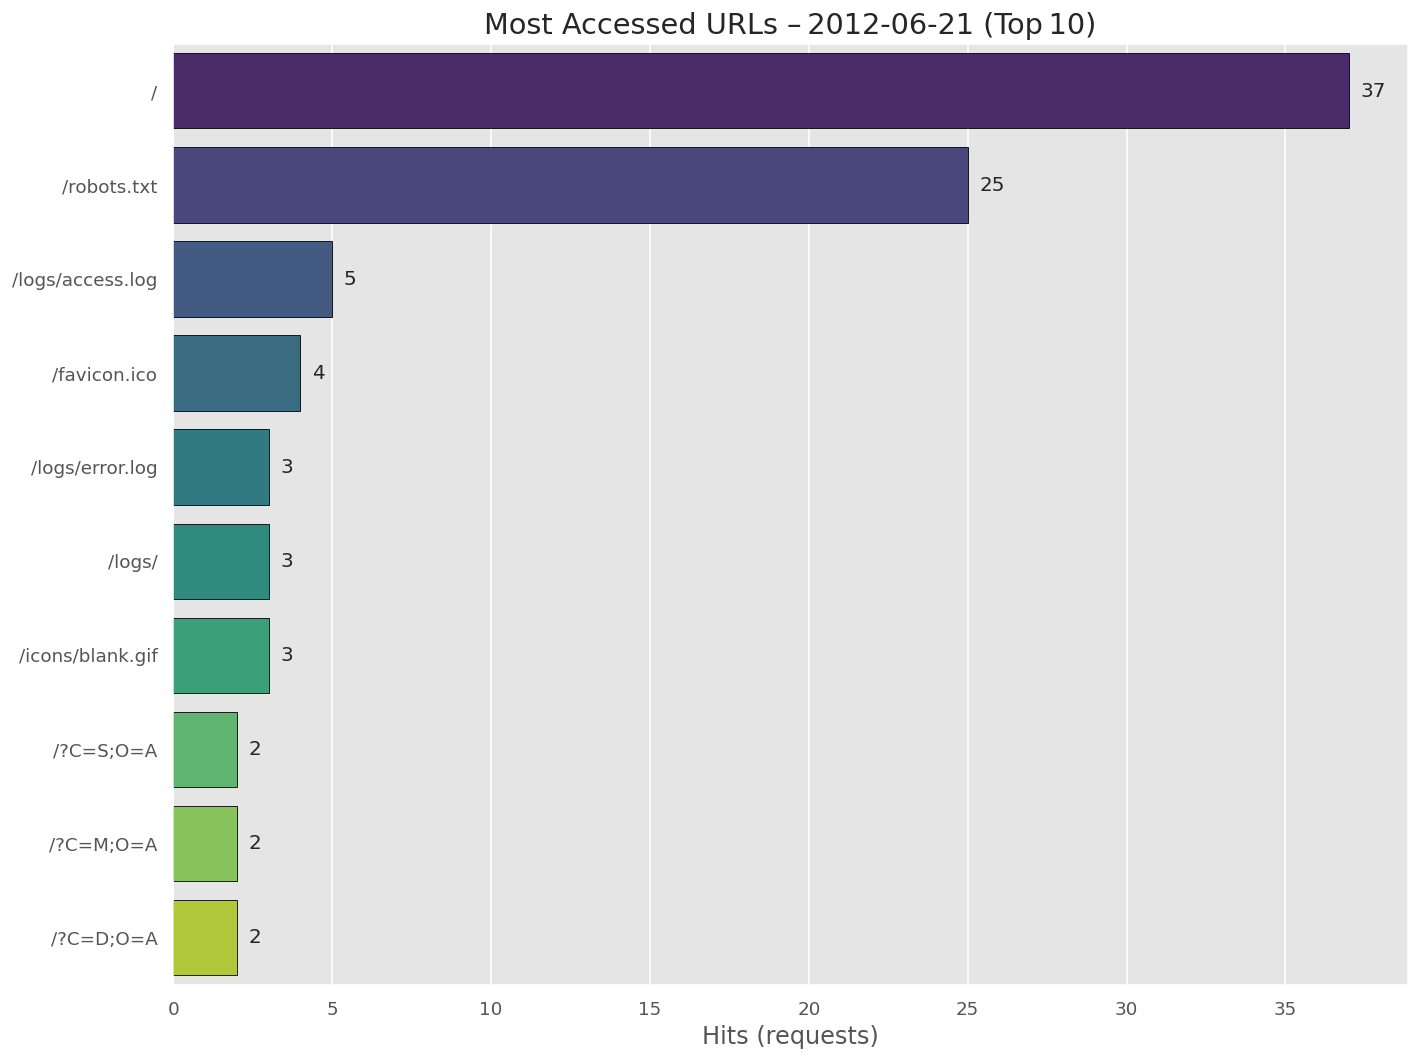 Most Accessed URLs – 2012-06-21 (Top 10)
/ 37
/robots.txt 25
/logs/access.log 5
/favicon.ico 4
/logs/error.log 3
/logs/ 3
/icons/blank.gif 3
/?C=S;O=A 2
/?C=M;O=A 2
/?C=D;O=A 2
0 5 10 15 20 25 30 35
Hits (requests)